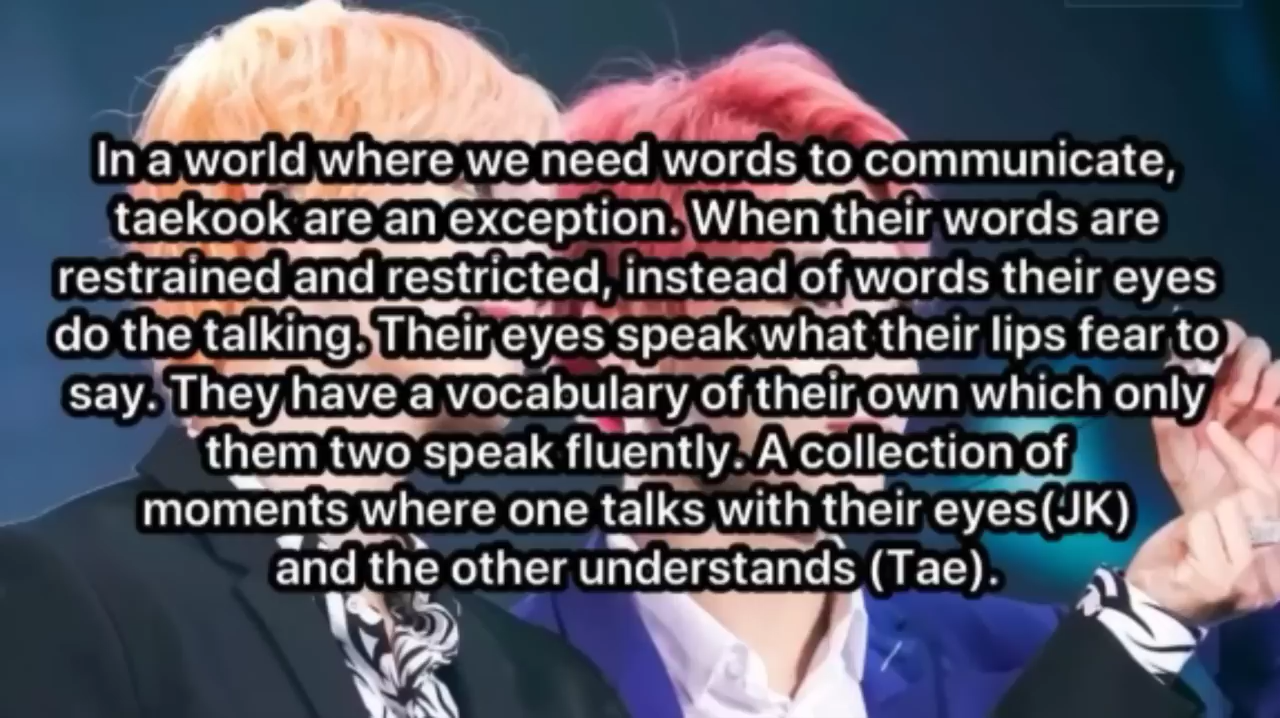 In a world where we need words to communicate,
taekook are an exception. When their words are
restrained and restricted, instead of words their eyes
do the talking. Their eyes speak what their lips fear to
say. They have a vocabulary of their own which only
them two speak fluently. A collection of
moments where one talks with their eyes(JK)
and the other understands (Tae).